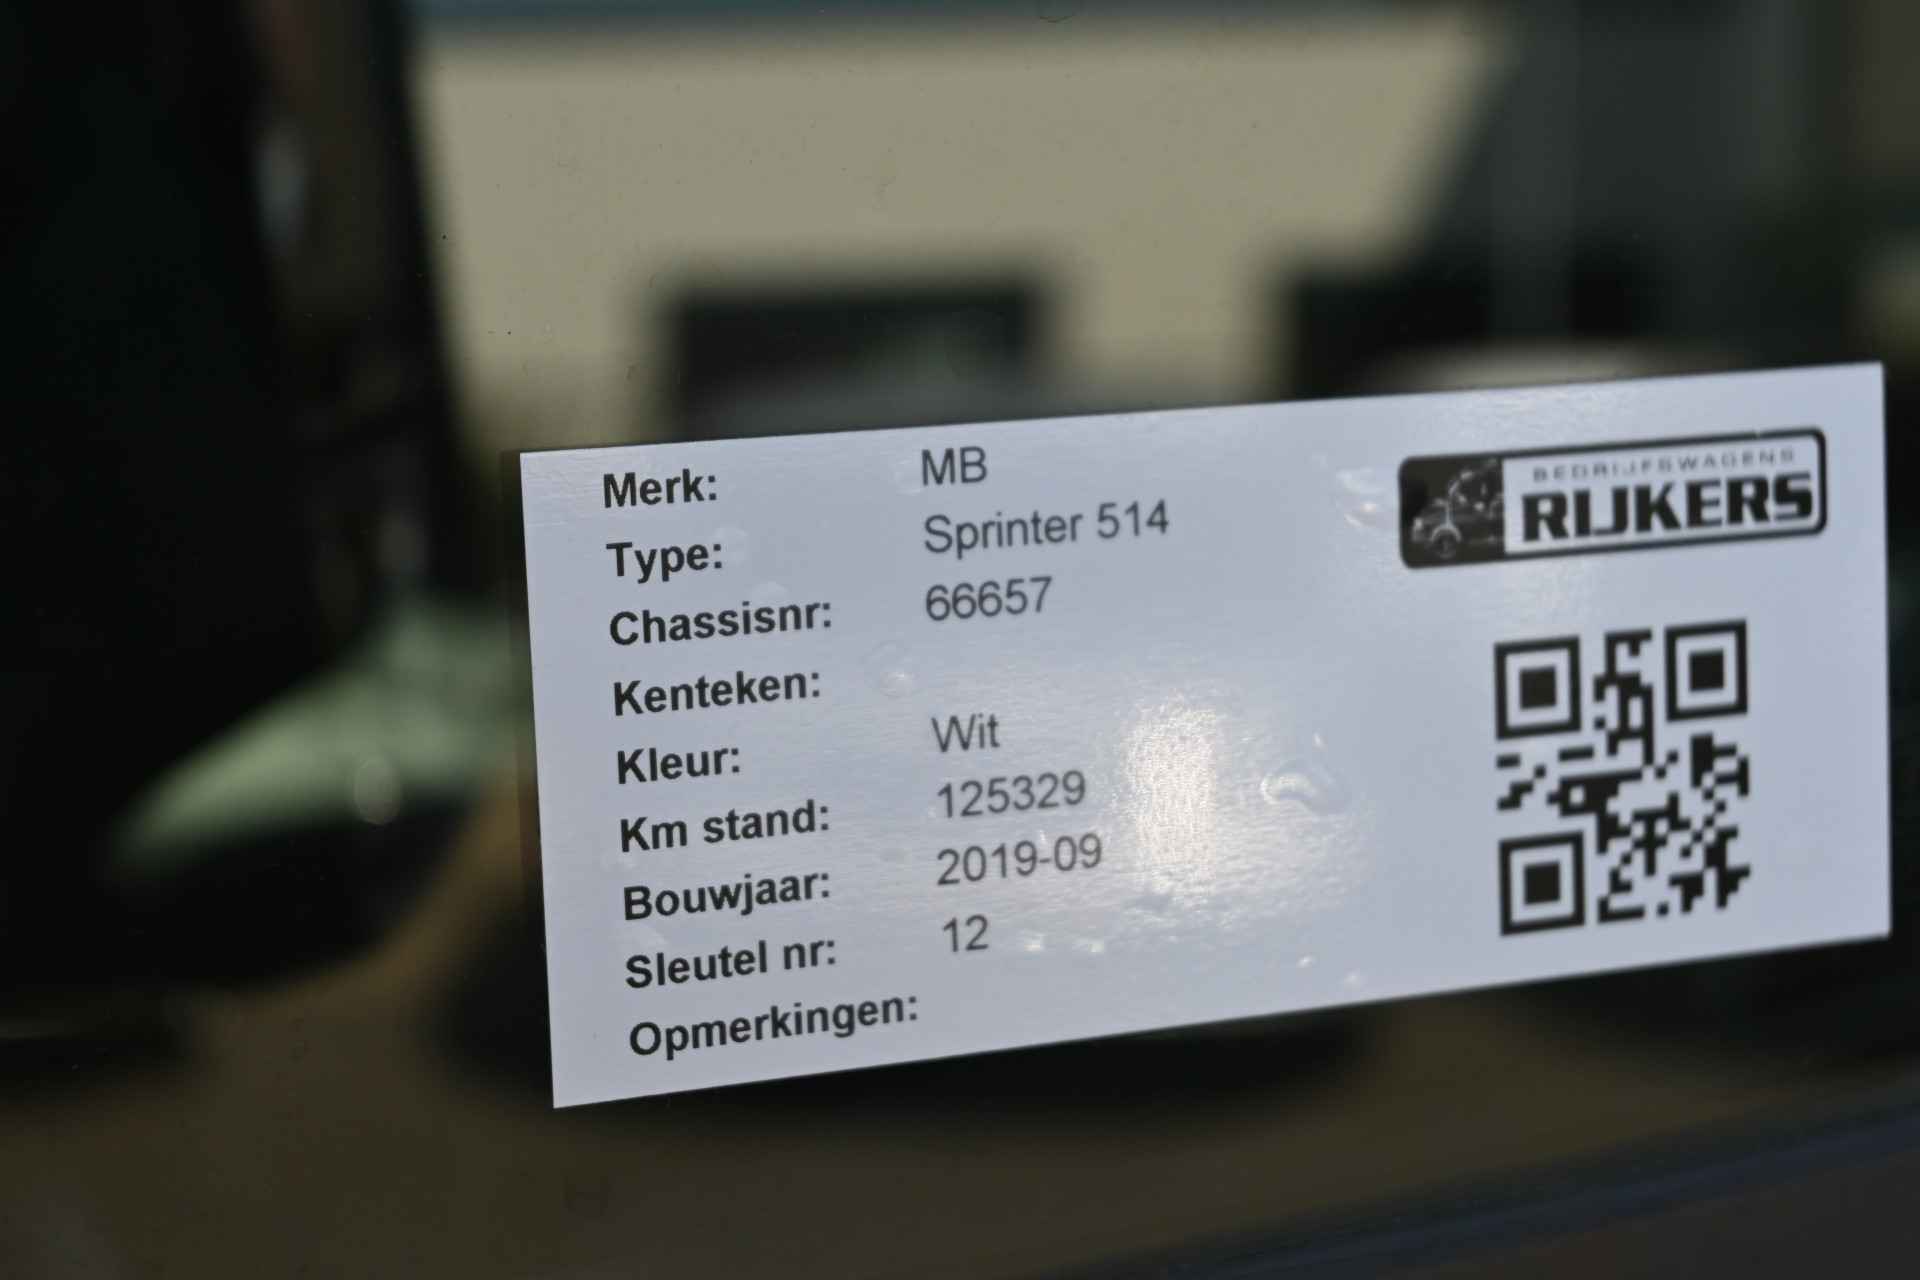 Merk: MB
Type: Sprinter 514
Chassisnr: 66657
Kenteken:
Kleur: Wit
Km stand: 125329
Bouwjaar: 2019-09
Sleutel nr: 12
Opmerkingen:
BEDRIJFSWAGENS
RIJKERS